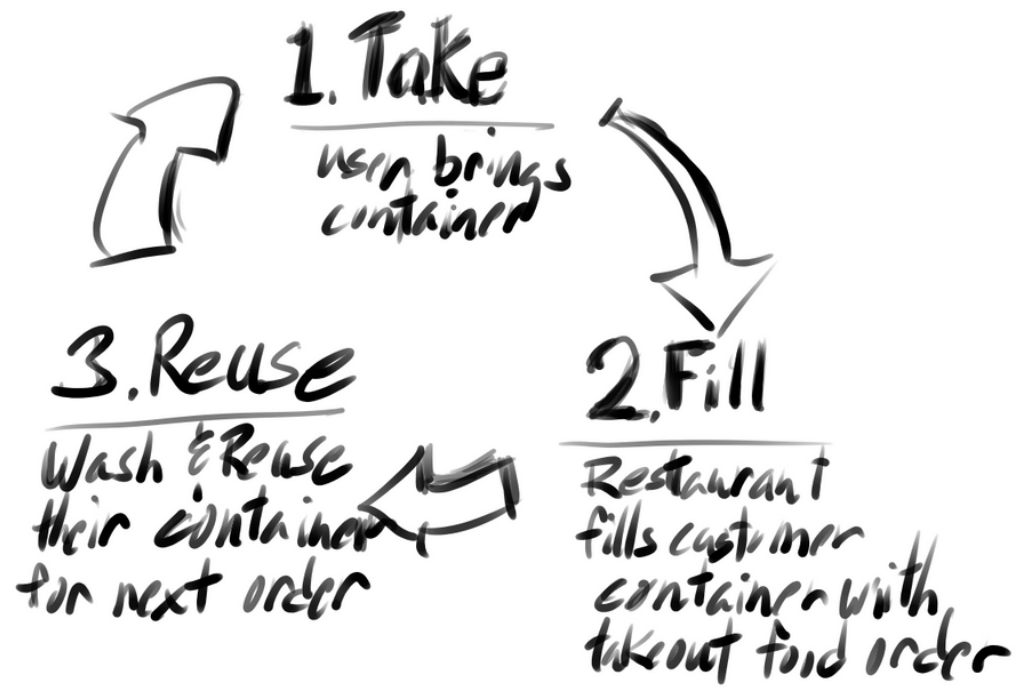 1. Take
user brings
container
2. Fill
Restaurant
fills customer
container with
takeout food order
3. Reuse
Wash & Reuse
their container
for next order